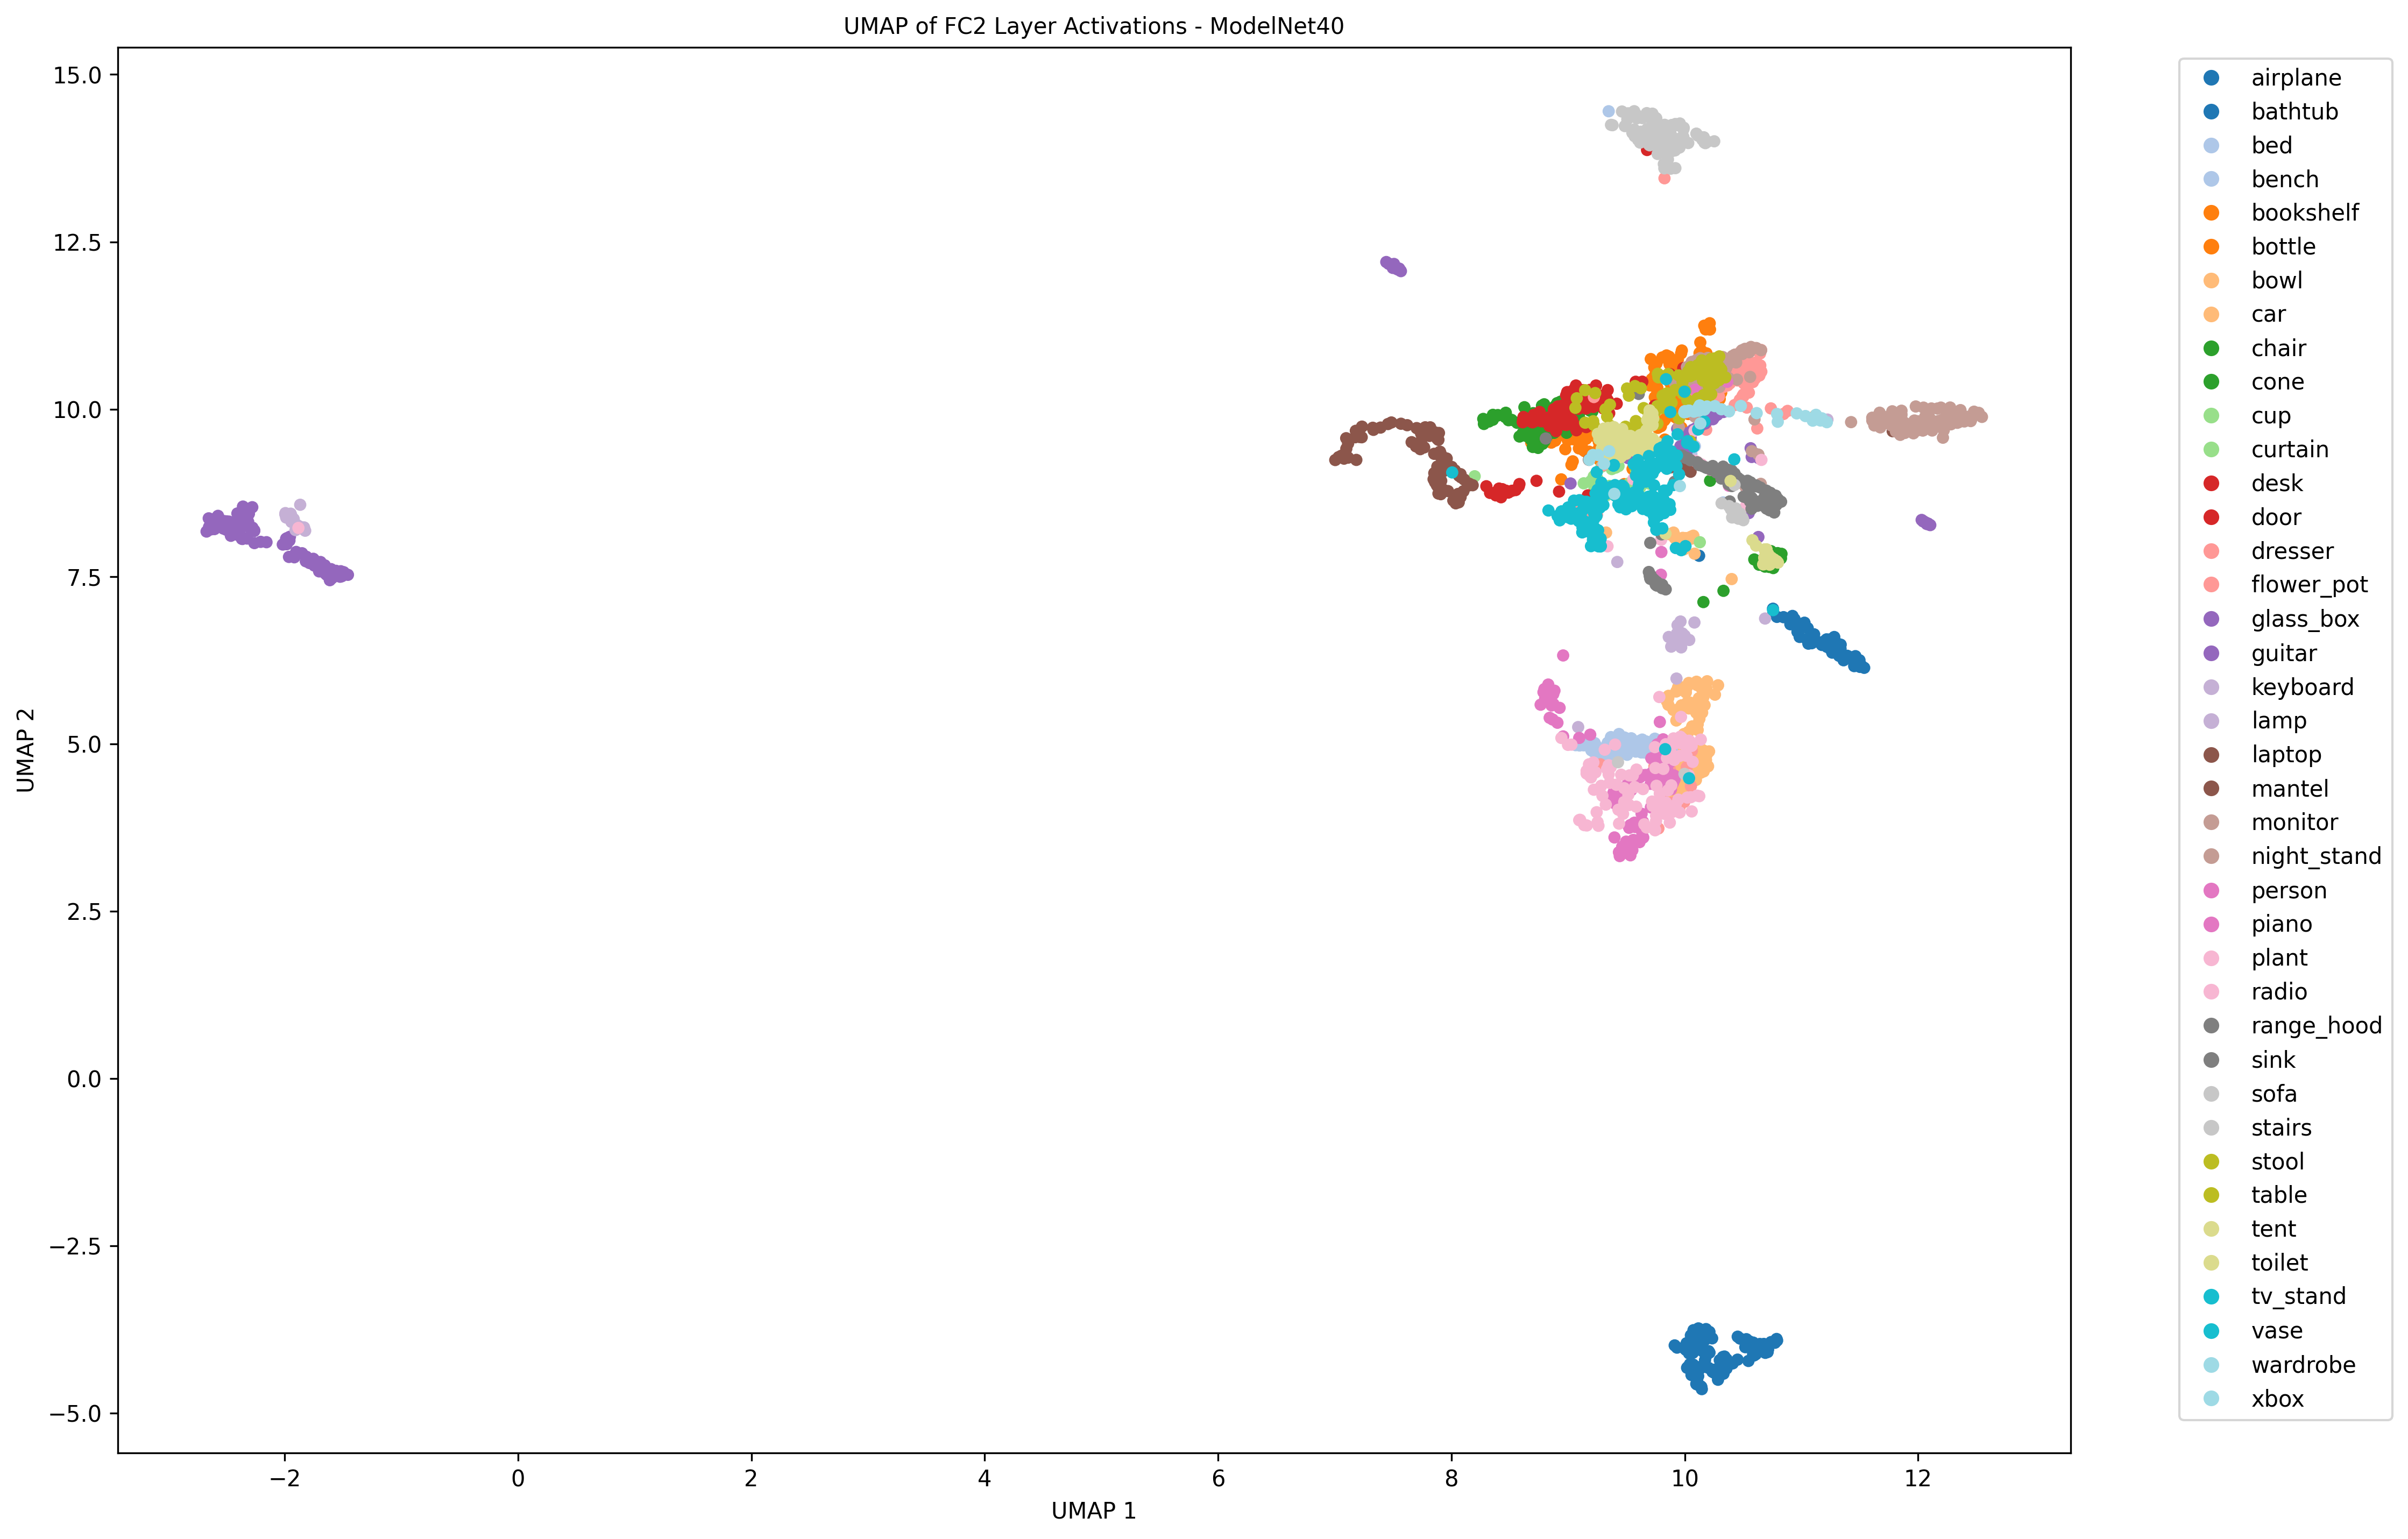 UMAP of FC2 Layer Activations - ModelNet40
15.0
12.5
10.0
7.5
5.0
2.5
0.0
−2.5
−5.0
UMAP 2
−2
0
2
4
6
8
10
12
UMAP 1
airplane
bathtub
bed
bench
bookshelf
bottle
bowl
car
chair
cone
cup
curtain
desk
door
dresser
flower_pot
glass_box
guitar
keyboard
lamp
laptop
mantel
monitor
night_stand
person
piano
plant
radio
range_hood
sink
sofa
stairs
stool
table
tent
toilet
tv_stand
vase
wardrobe
xbox